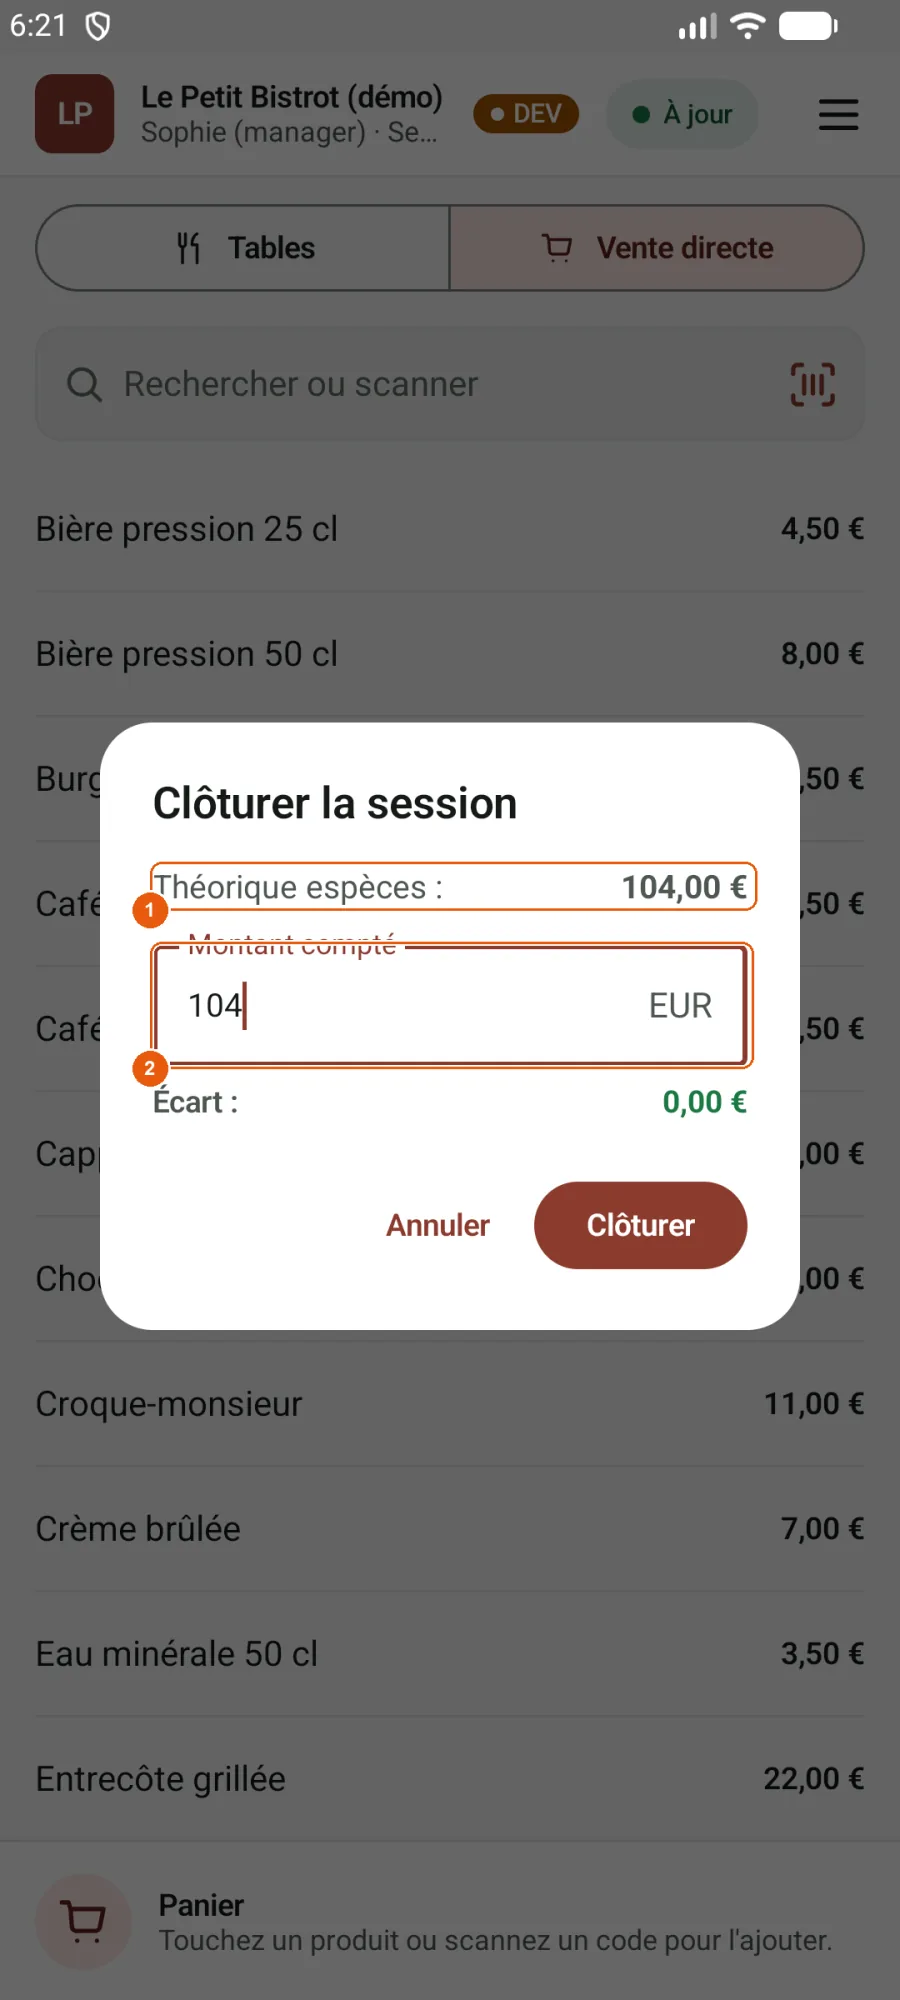 6:21
LP
Le Petit Bistrot (démo)
Sophie (manager) · Se...
DEV
À jour
Tables
Vente directe
Rechercher ou scanner
Bière pression 25 cl 4,50 €
Bière pression 50 cl 8,00 €
Burg ,50 €
Clôturer la session
Théorique espèces : 104,00 €
Café ,50 €
1
Montant compté
104 EUR
Café ,50 €
2
Écart : 0,00 €
Cap ,00 €
Annuler
Clôturer
Cho ,00 €
Croque-monsieur 11,00 €
Crème brûlée 7,00 €
Eau minérale 50 cl 3,50 €
Entrecôte grillée 22,00 €
Panier
Touchez un produit ou scannez un code pour l'ajouter.